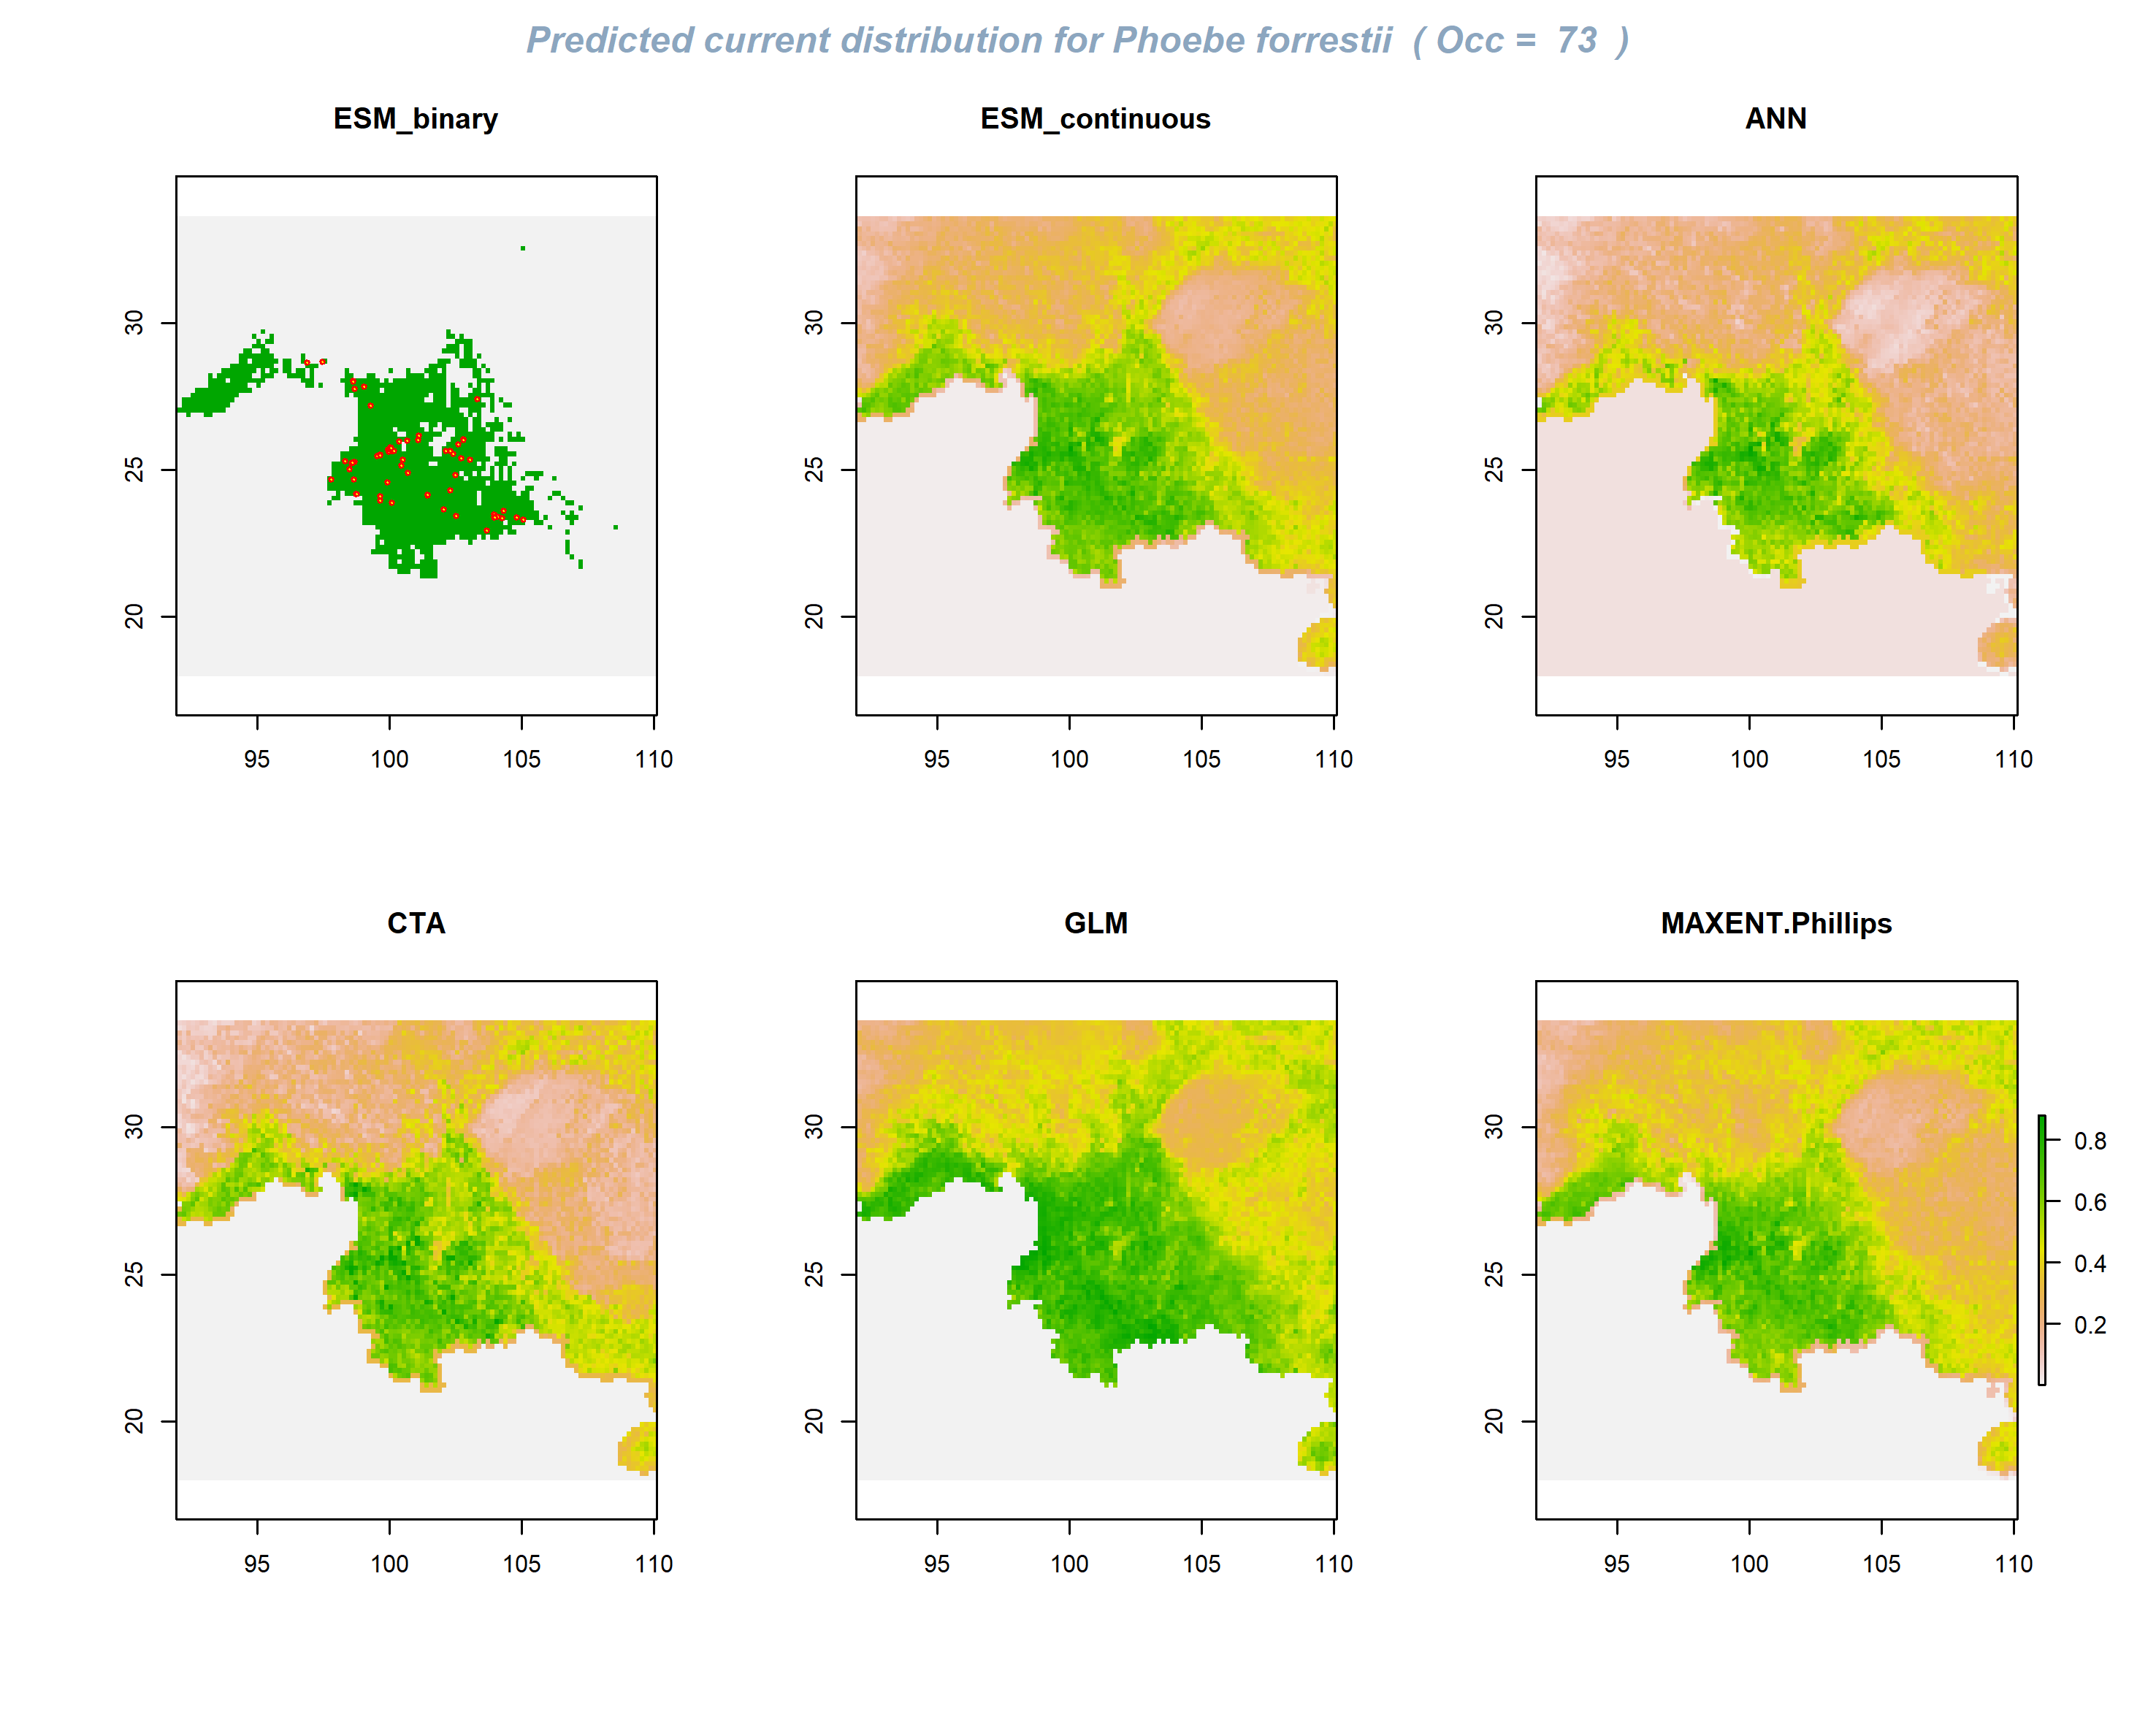 Predicted current distribution for Phoebe forrestii ( Occ = 73 )
ESM_binary
ESM_continuous
ANN
30
25
20
95 100 105 110
30
25
20
95 100 105 110
30
25
20
95 100 105 110
CTA
GLM
MAXENT.Phillips
30
25
20
95 100 105 110
30
25
20
95 100 105 110
30
25
20
95 100 105 110
0.8
0.6
0.4
0.2